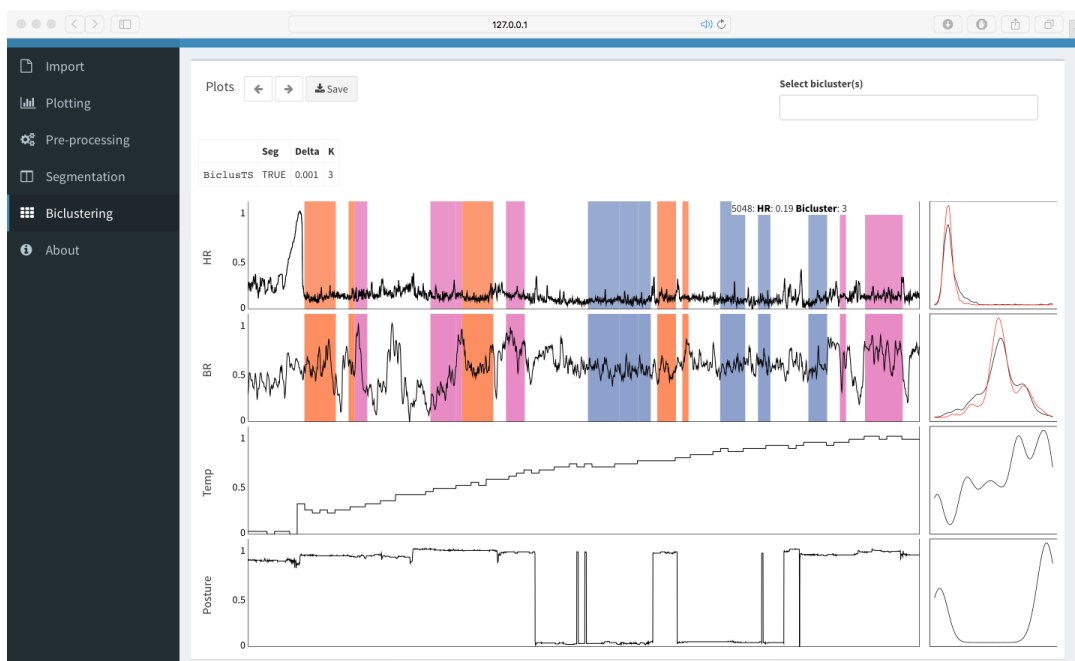 127.0.0.1
Import
Plotting
Pre-processing
Segmentation
Biclustering
About
Plots
Save
Select bicluster(s)
Seg Delta K
BiclusTS TRUE 0.001 3
5048: HR: 0.19 Bicluster: 3
HR
1
0.5
0
BR
1
0.5
0
Temp
1
0.5
0
Posture
1
0.5
0